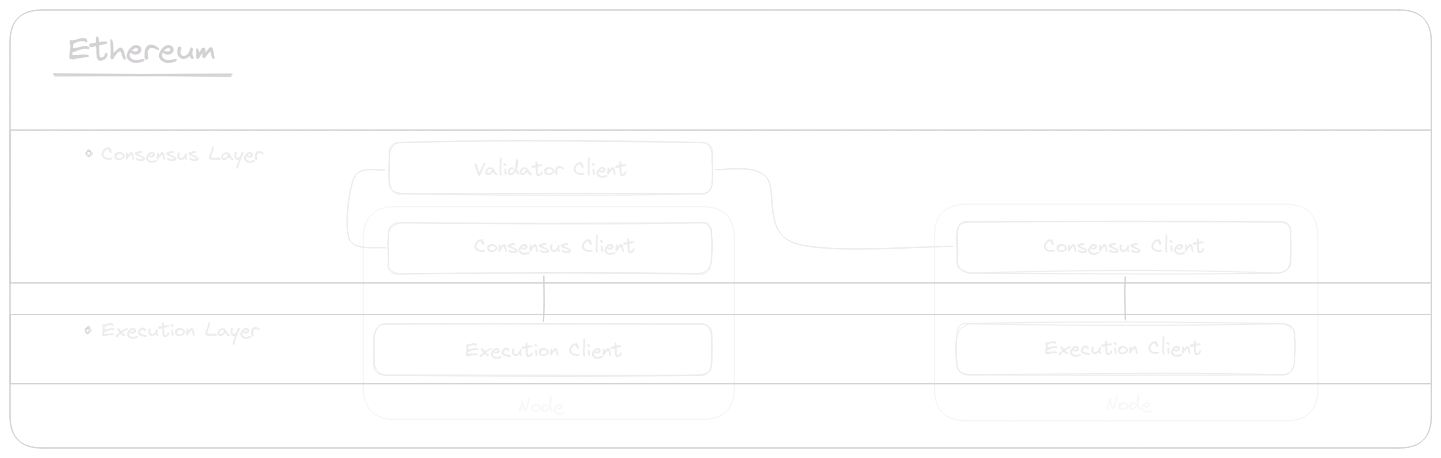 Ethereum
Consensus Layer
Validator Client
Consensus Client
Consensus Client
Execution Layer
Execution Client
Execution Client
Node
Node